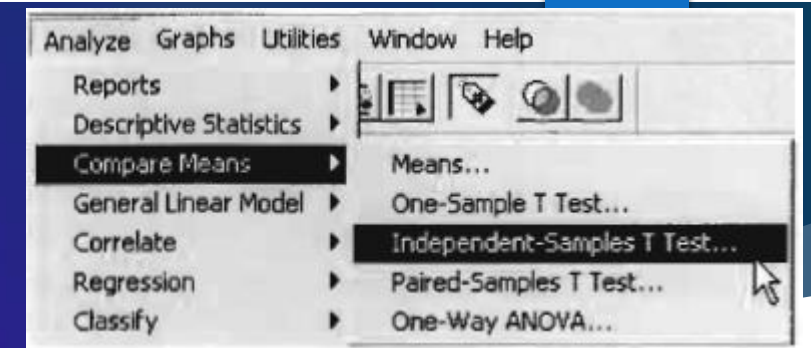 Analyze Graphs Utilities Window Help
Reports
Descriptive Statistics
Compare Means
General Linear Model
Correlate
Regression
Classify
Means...
One-Sample T Test...
Independent-Samples T Test...
Paired-Samples T Test...
One-Way ANOVA...